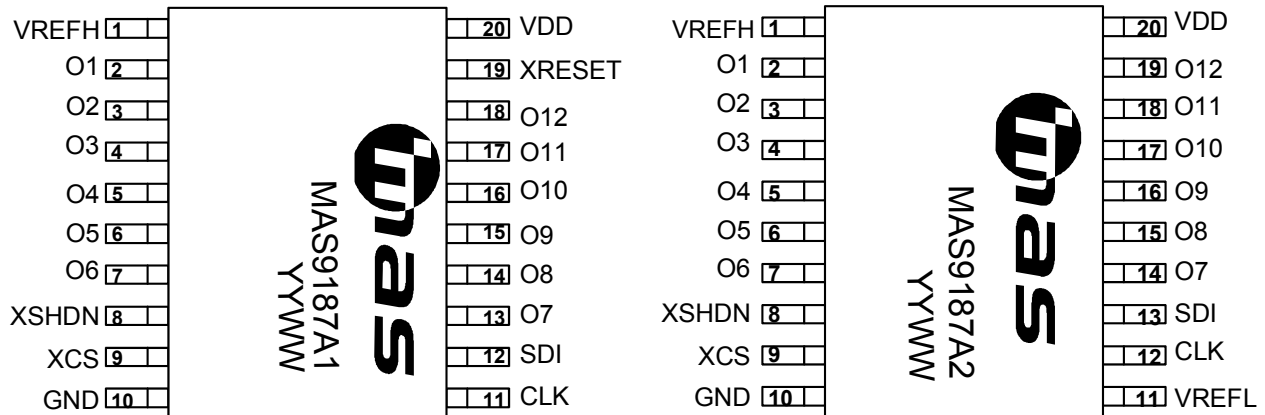 VREFH 1 20 VDD
O1 2 19 XRESET
O2 3 18 O12
O3 4 17 O11
O4 5 16 O10
O5 6 15 O9
O6 7 14 O8
XSHDN 8 13 O7
XCS 9 12 SDI
GND 10 11 CLK
mas
MAS9187A1
YYWW
VREFH 1 20 VDD
O1 2 19 O12
O2 3 18 O11
O3 4 17 O10
O4 5 16 O9
O5 6 15 O8
O6 7 14 O7
XSHDN 8 13 SDI
XCS 9 12 CLK
GND 10 11 VREFL
mas
MAS9187A2
YYWW